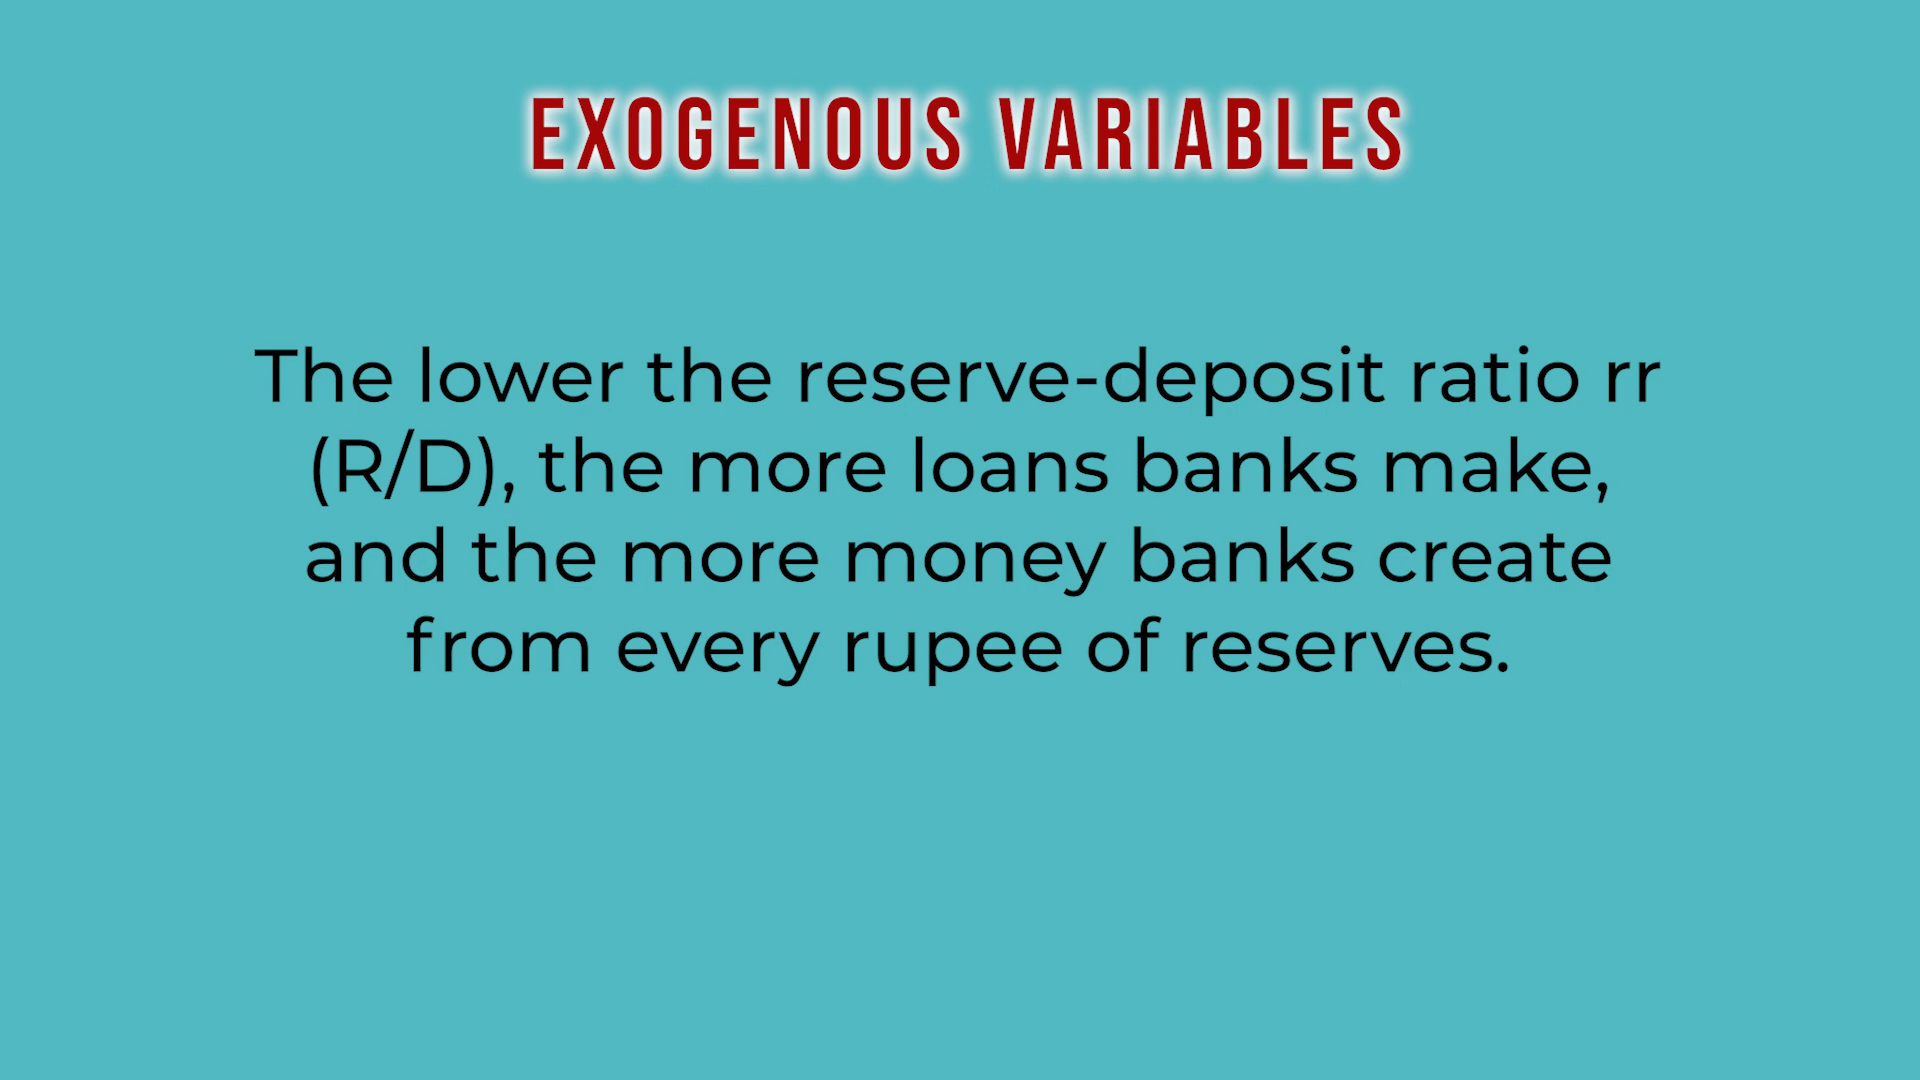 EXOGENOUS VARIABLES
The lower the reserve-deposit ratio rr
(R/D), the more loans banks make,
and the more money banks create
from every rupee of reserves.